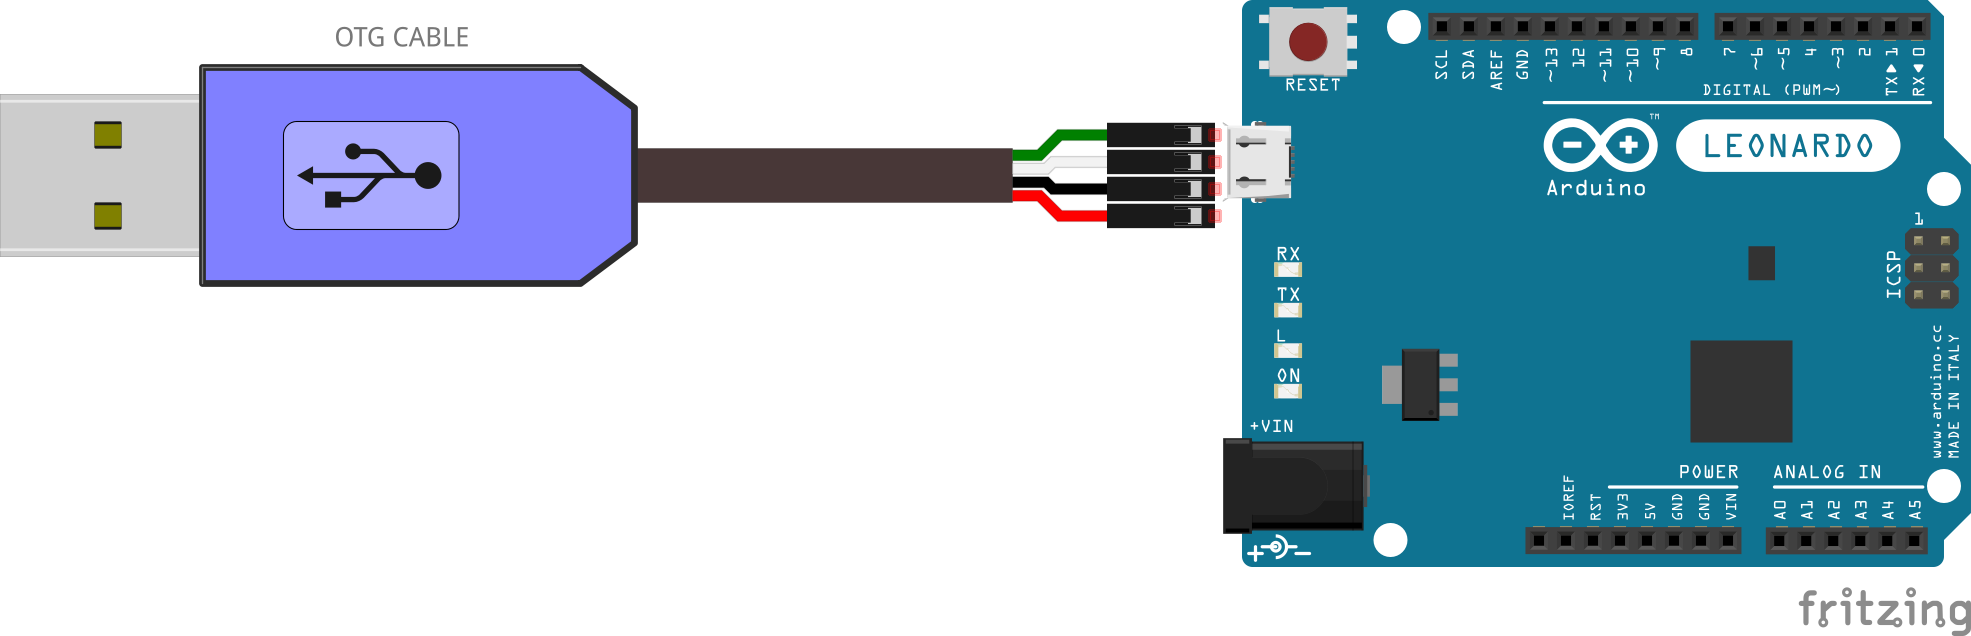 OTG CABLE
RESET
SCL
SDA
AREF
GND
~13
12
~11
~10
~9
8
7
~6
~5
4
~3
2
TX▶ 1
RX◀ 0
DIGITAL (PWM~)
TM
LEONARDO
Arduino
RX
TX
L
ON
+VIN
1
ICSP
www.arduino.cc
MADE IN ITALY
POWER
ANALOG IN
IOREF
RST
3V3
5V
GND
GND
VIN
A0
A1
A2
A3
A4
A5
fritzing